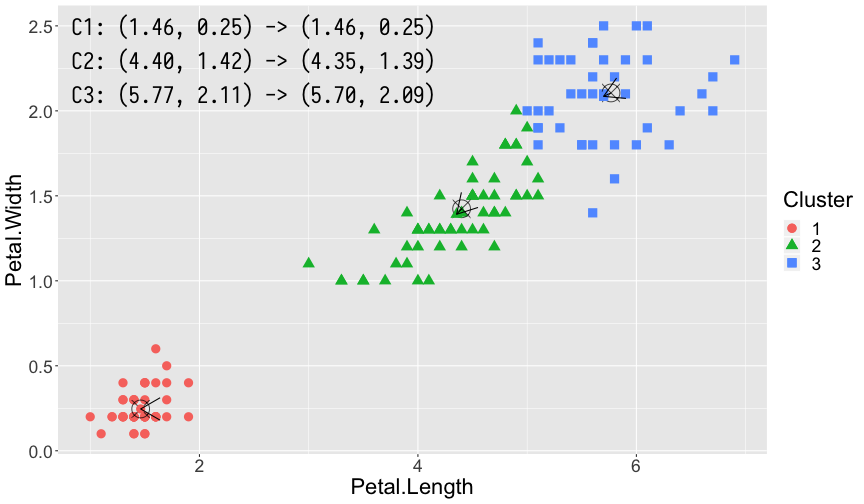 C1: (1.46, 0.25) -> (1.46, 0.25)
C2: (4.40, 1.42) -> (4.35, 1.39)
C3: (5.77, 2.11) -> (5.70, 2.09)
2.5
2.0
1.5
1.0
0.5
0.0
Petal.Width
2 4 6
Petal.Length
Cluster
1
2
3